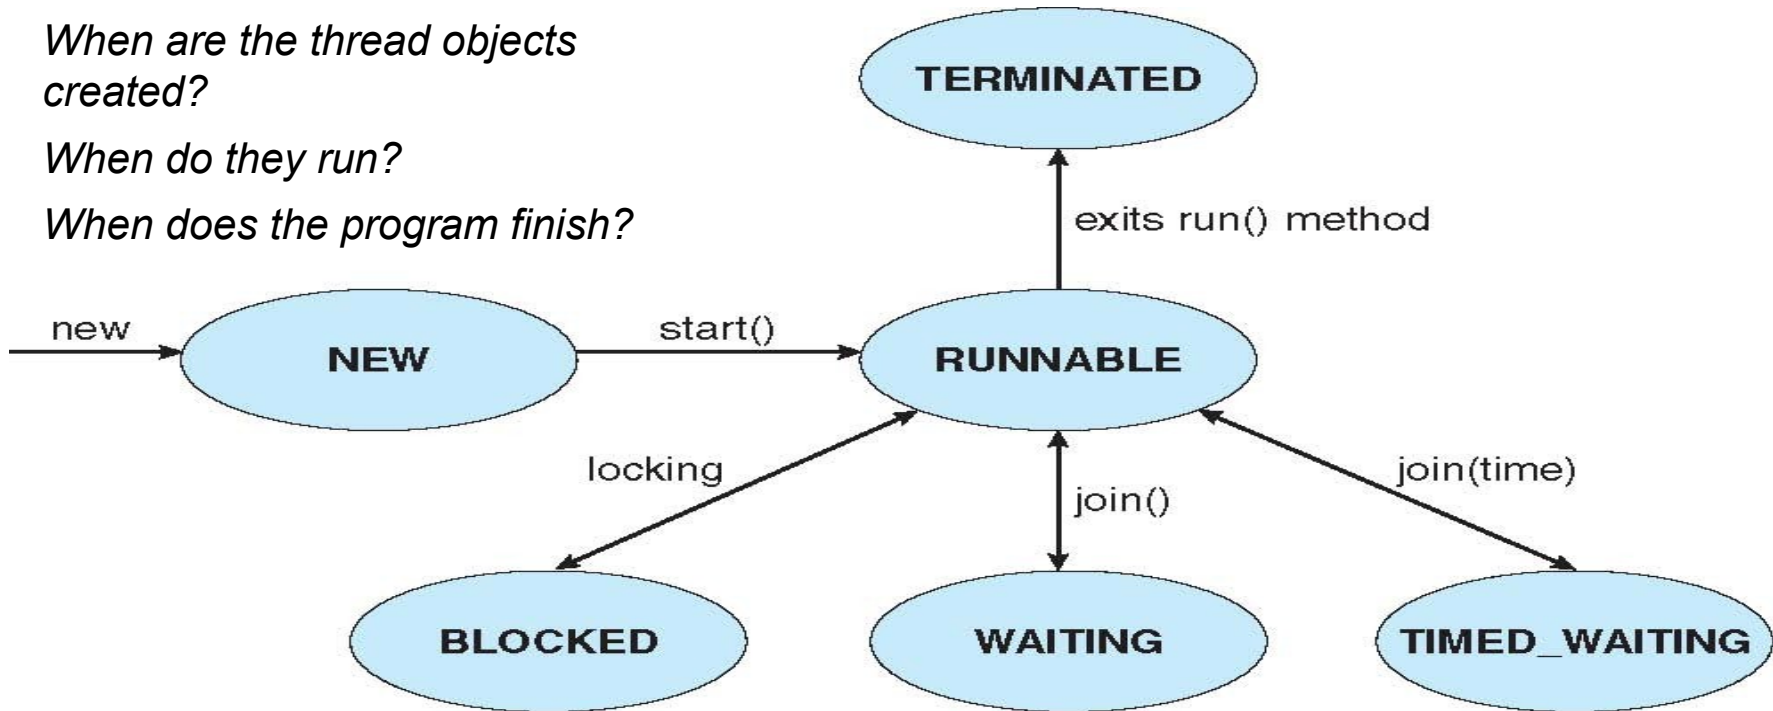 When are the thread objects
created?
When do they run?
When does the program finish?
TERMINATED
exits run() method
new
NEW
start()
RUNNABLE
locking
join()
join(time)
BLOCKED
WAITING
TIMED_WAITING